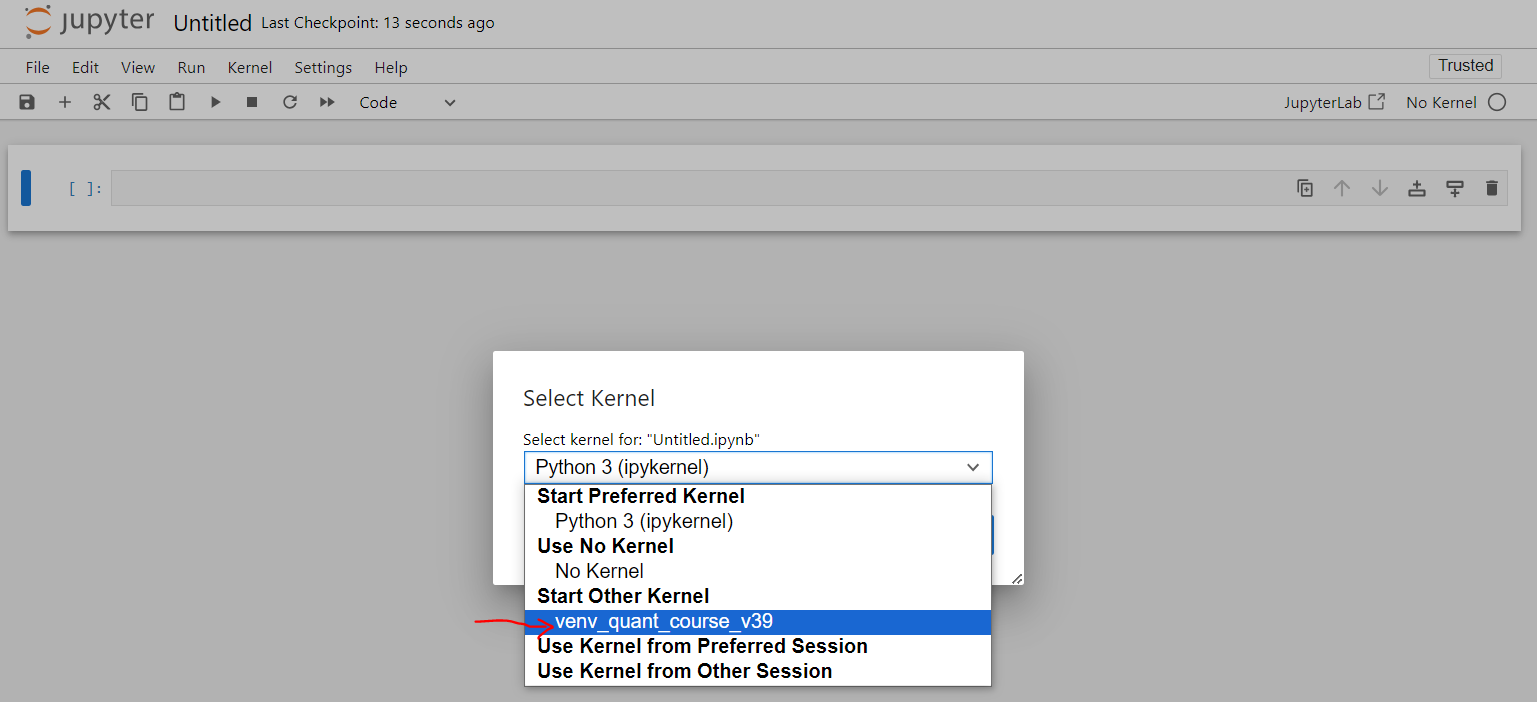 jupyter Untitled Last Checkpoint: 13 seconds ago
File Edit View Run Kernel Settings Help Trusted
Code JupyterLab No Kernel
[ ]:
Select Kernel
Select kernel for: "Untitled.ipynb"
Python 3 (ipykernel)
Start Preferred Kernel
Python 3 (ipykernel)
Use No Kernel
No Kernel
Start Other Kernel
venv_quant_course_v39
Use Kernel from Preferred Session
Use Kernel from Other Session